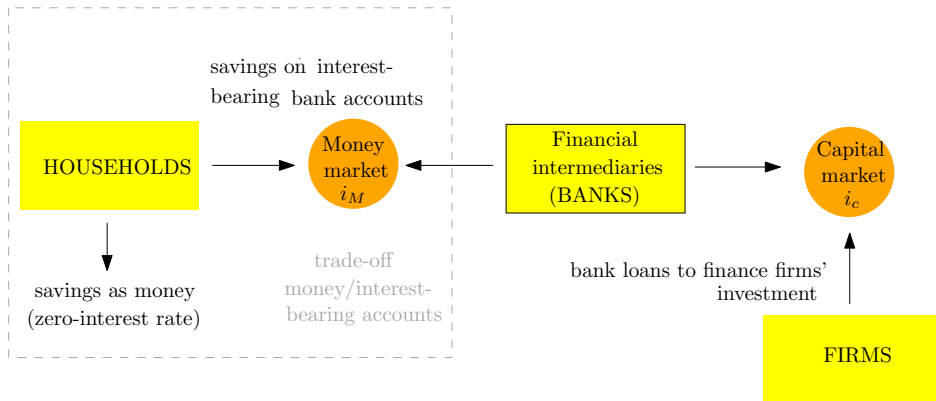 savings on interest-
bearing bank accounts
HOUSEHOLDS
Money
market
i_M
Financial
intermediaries
(BANKS)
Capital
market
i_c
savings as money
(zero-interest rate)
trade-off
money/interest-
bearing accounts
bank loans to finance firms'
investment
FIRMS